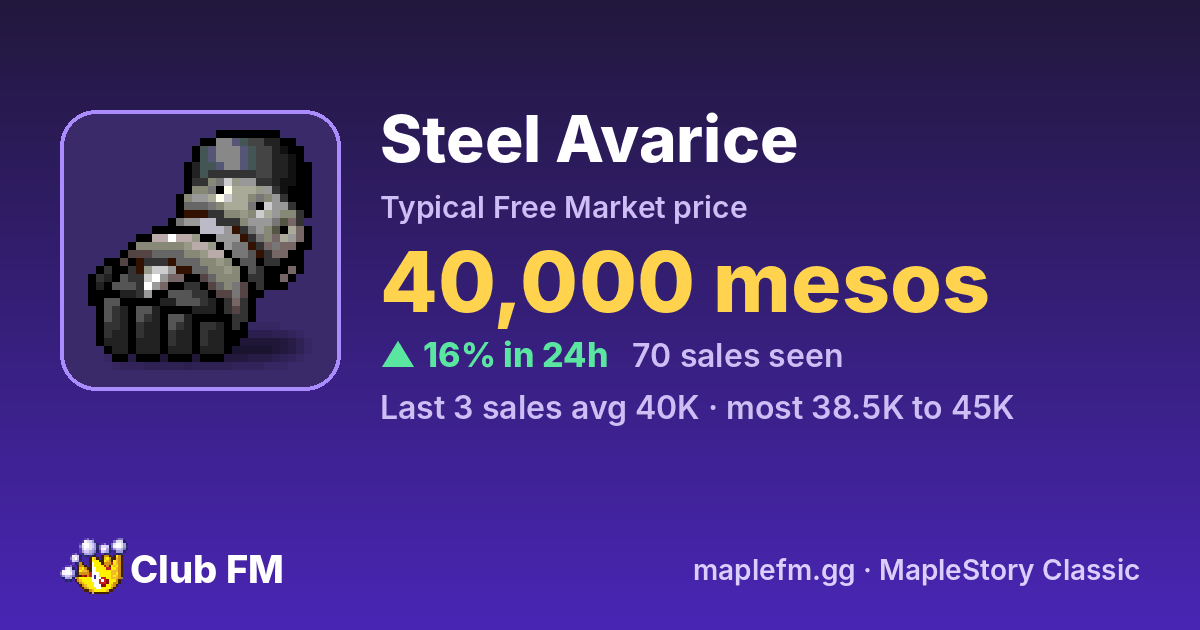 Steel Avarice
Typical Free Market price
40,000 mesos
▲ 16% in 24h 70 sales seen
Last 3 sales avg 40K · most 38.5K to 45K
Club FM
maplefm.gg · MapleStory Classic